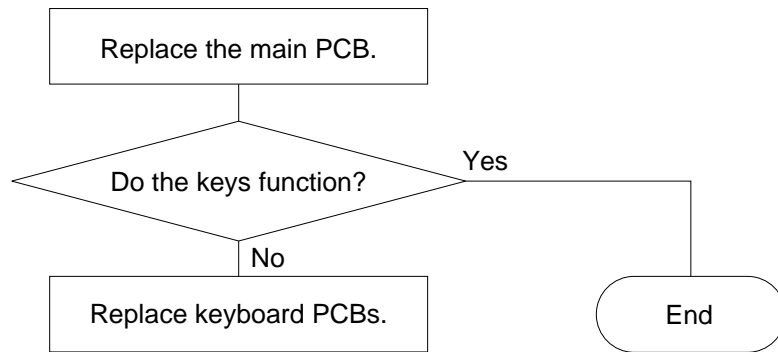 Replace the main PCB.
Do the keys function?
Yes
No
Replace keyboard PCBs.
End